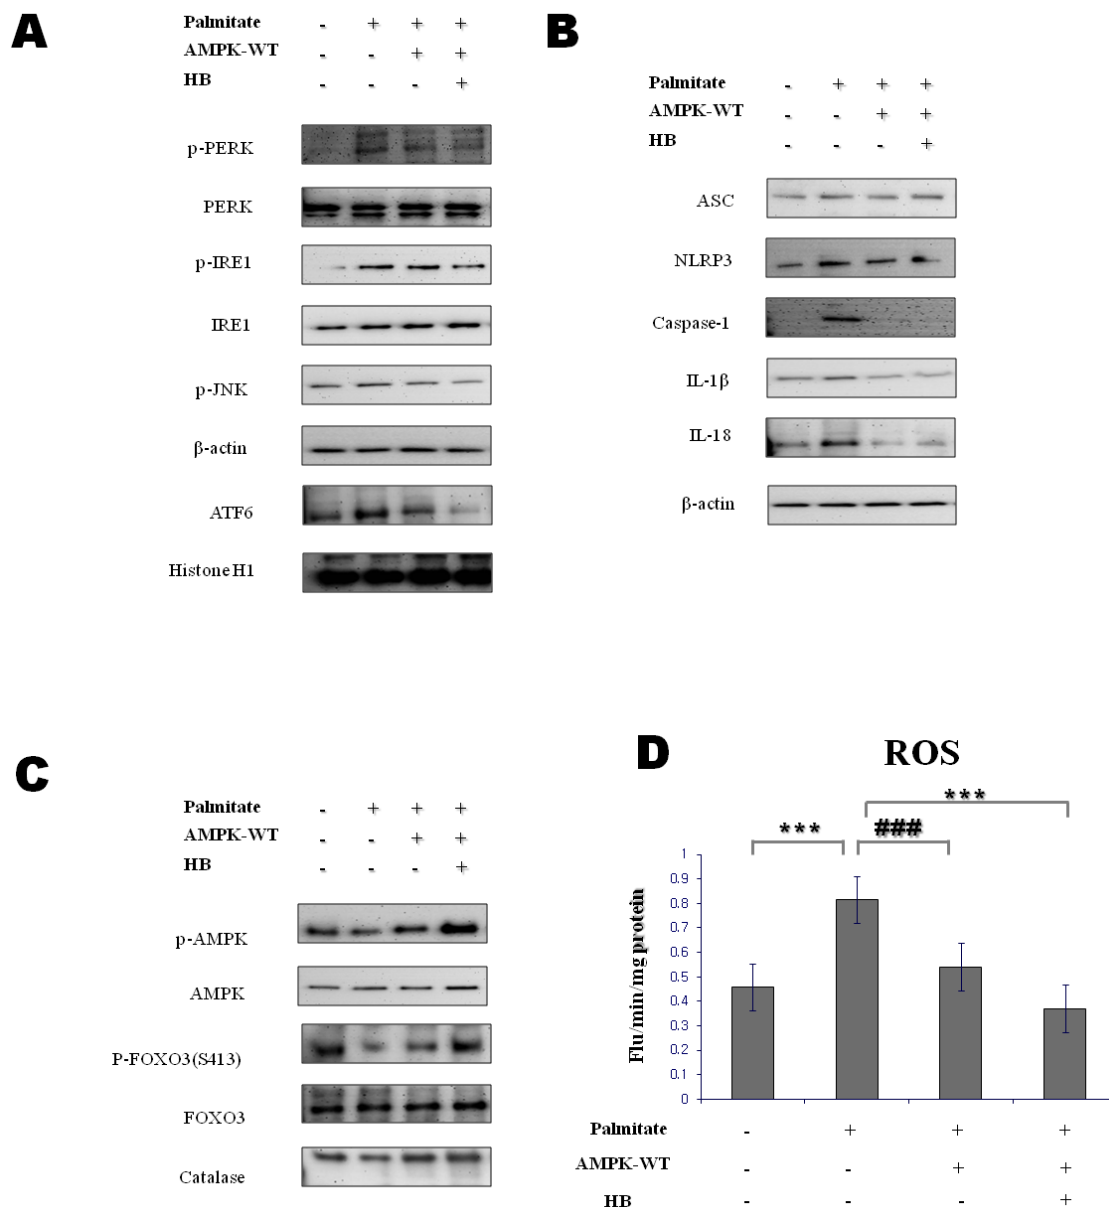 A
Palmitate - + + +
AMPK-WT - - + +
HB - - - +
p-PERK
PERK
p-IRE1
IRE1
p-JNK
β-actin
ATF6
Histone H1
B
Palmitate - + + +
AMPK-WT - - + +
HB - - - +
ASC
NLRP3
Caspase-1
IL-1β
IL-18
β-actin
C
Palmitate - + + +
AMPK-WT - - + +
HB - - - +
p-AMPK
AMPK
P-FOXO3(S413)
FOXO3
Catalase
D
ROS
***
*** ###
Flu/min/mg protein
1
0.9
0.8
0.7
0.6
0.5
0.4
0.3
0.2
0.1
0
Palmitate - + + +
AMPK-WT - - + +
HB - - - +